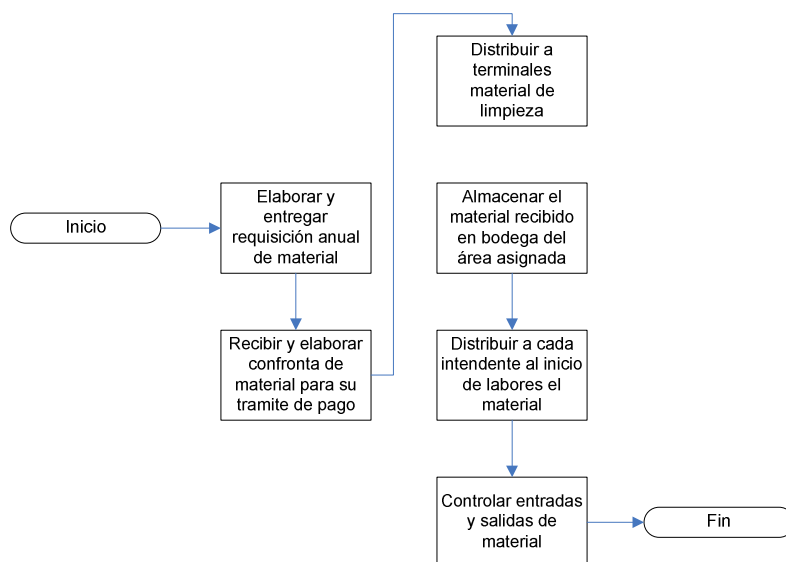 Inicio
Elaborar y
entregar
requisición anual
de material
Recibir y elaborar
confronta de
material para su
tramite de pago
Distribuir a
terminales
material de
limpieza
Almacenar el
material recibido
en bodega del
área asignada
Distribuir a cada
intendente al inicio
de labores el
material
Controlar entradas
y salidas de
material
Fin